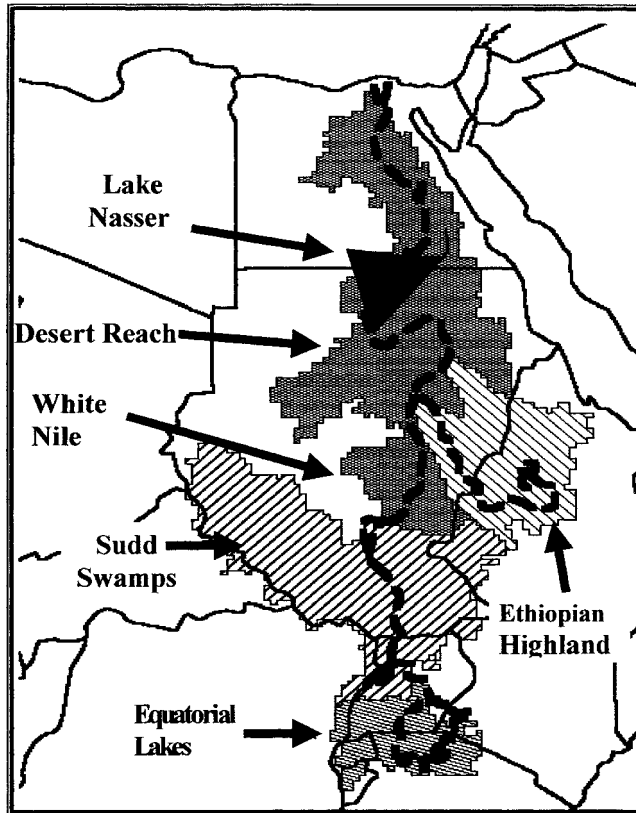 Lake
Nasser
Desert Reach
White
Nile
Sudd
Swamps
Ethiopian
Highland
Equatorial
Lakes